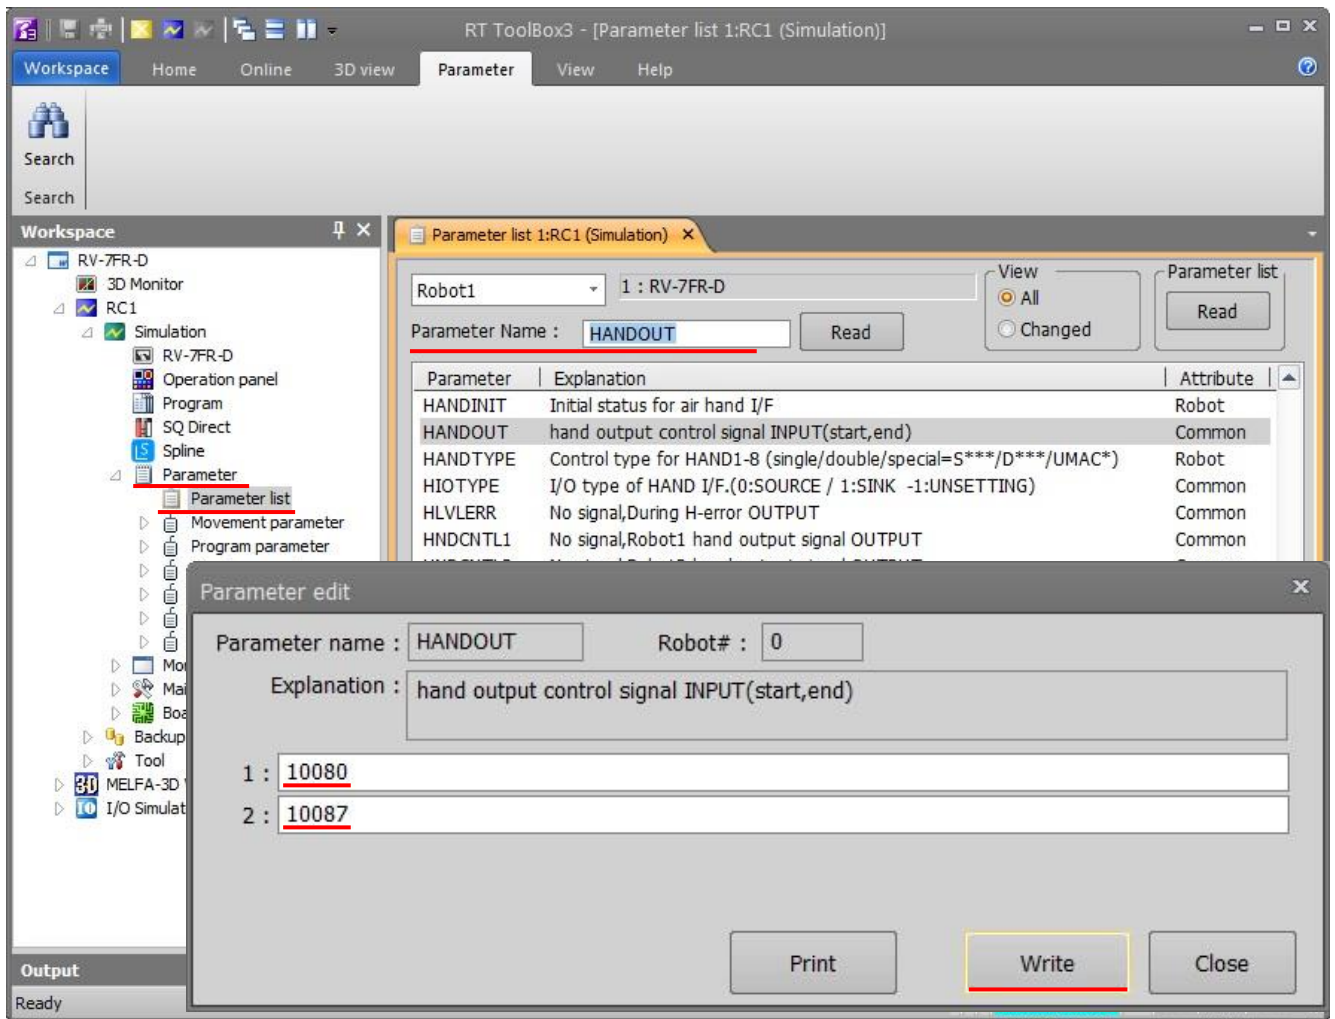 RT ToolBox3 - [Parameter list 1:RC1 (Simulation)]
Workspace Home Online 3D view Parameter View Help
Search
Search
Workspace
RV-7FR-D
3D Monitor
RC1
Simulation
RV-7FR-D
Operation panel
Program
SQ Direct
Spline
Parameter
Parameter list
Movement parameter
Program parameter
Mai
Backup
Tool
MELFA-3D
I/O Simulat
Output
Ready
Parameter list 1:RC1 (Simulation)
Robot1 1 : RV-7FR-D
Parameter Name : HANDOUT Read
View
All
Changed
Parameter list
Read
Parameter Explanation Attribute
HANDINIT Initial status for air hand I/F Robot
HANDOUT hand output control signal INPUT(start,end) Common
HANDTYPE Control type for HAND1-8 (single/double/special=S***/D***/UMAC*) Robot
HIOTYPE I/O type of HAND I/F.(0:SOURCE / 1:SINK -1:UNSETTING) Common
HLVLERR No signal,During H-error OUTPUT Common
HNDCNTL1 No signal,Robot1 hand output signal OUTPUT Common
Parameter edit
Parameter name : HANDOUT Robot# : 0
Explanation : hand output control signal INPUT(start,end)
1 : 10080
2 : 10087
Print Write Close